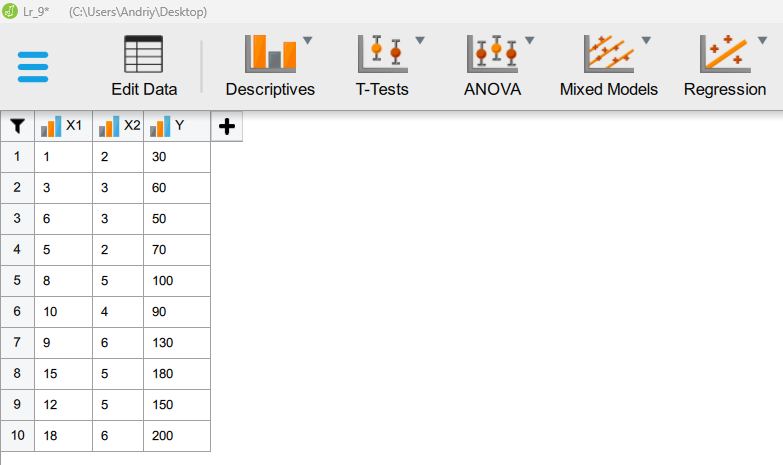 Lr_9* (C:\Users\Andriy\Desktop)
Edit Data Descriptives T-Tests ANOVA Mixed Models Regression
X1 X2 Y
1 1 2 30
2 3 3 60
3 6 3 50
4 5 2 70
5 8 5 100
6 10 4 90
7 9 6 130
8 15 5 180
9 12 5 150
10 18 6 200